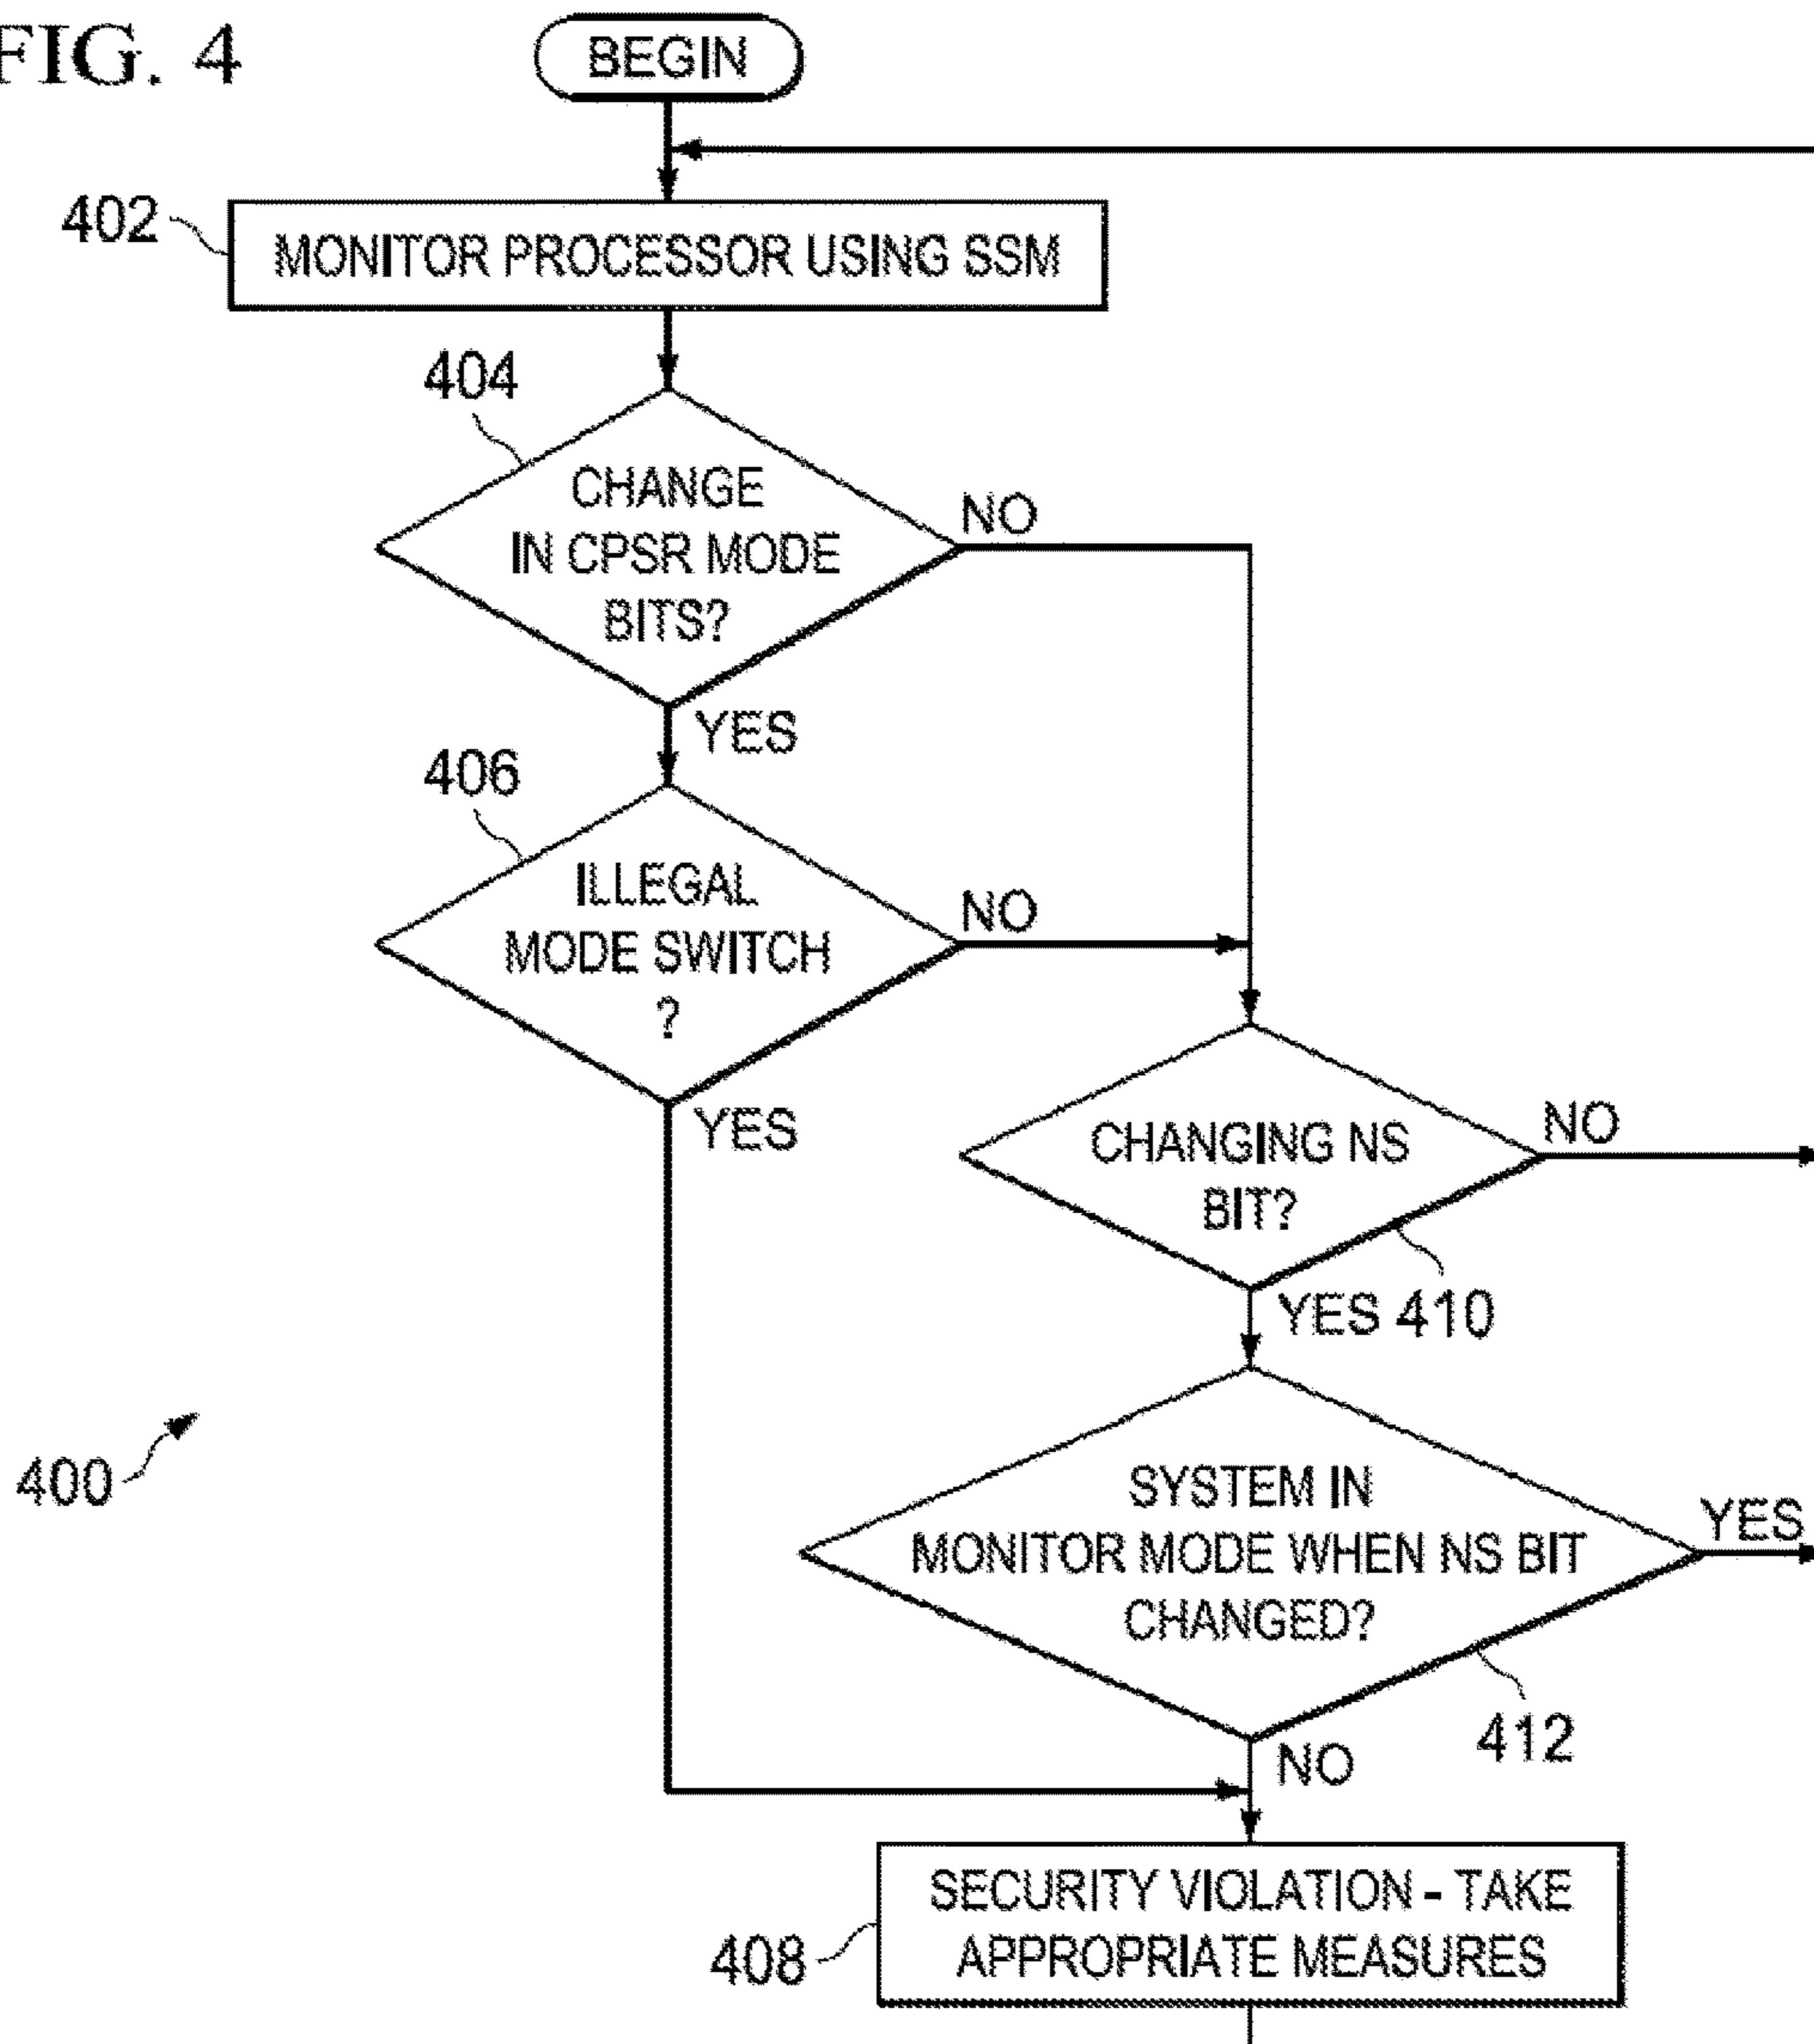 FIG. 4
BEGIN
402
MONITOR PROCESSOR USING SSM
404
CHANGE
IN CPSR MODE
BITS?
NO
YES
406
ILLEGAL
MODE SWITCH
?
NO
YES
CHANGING NS
BIT?
NO
YES 410
SYSTEM IN
MONITOR MODE WHEN NS BIT
CHANGED?
YES
412
NO
400
SECURITY VIOLATION - TAKE
APPROPRIATE MEASURES
408